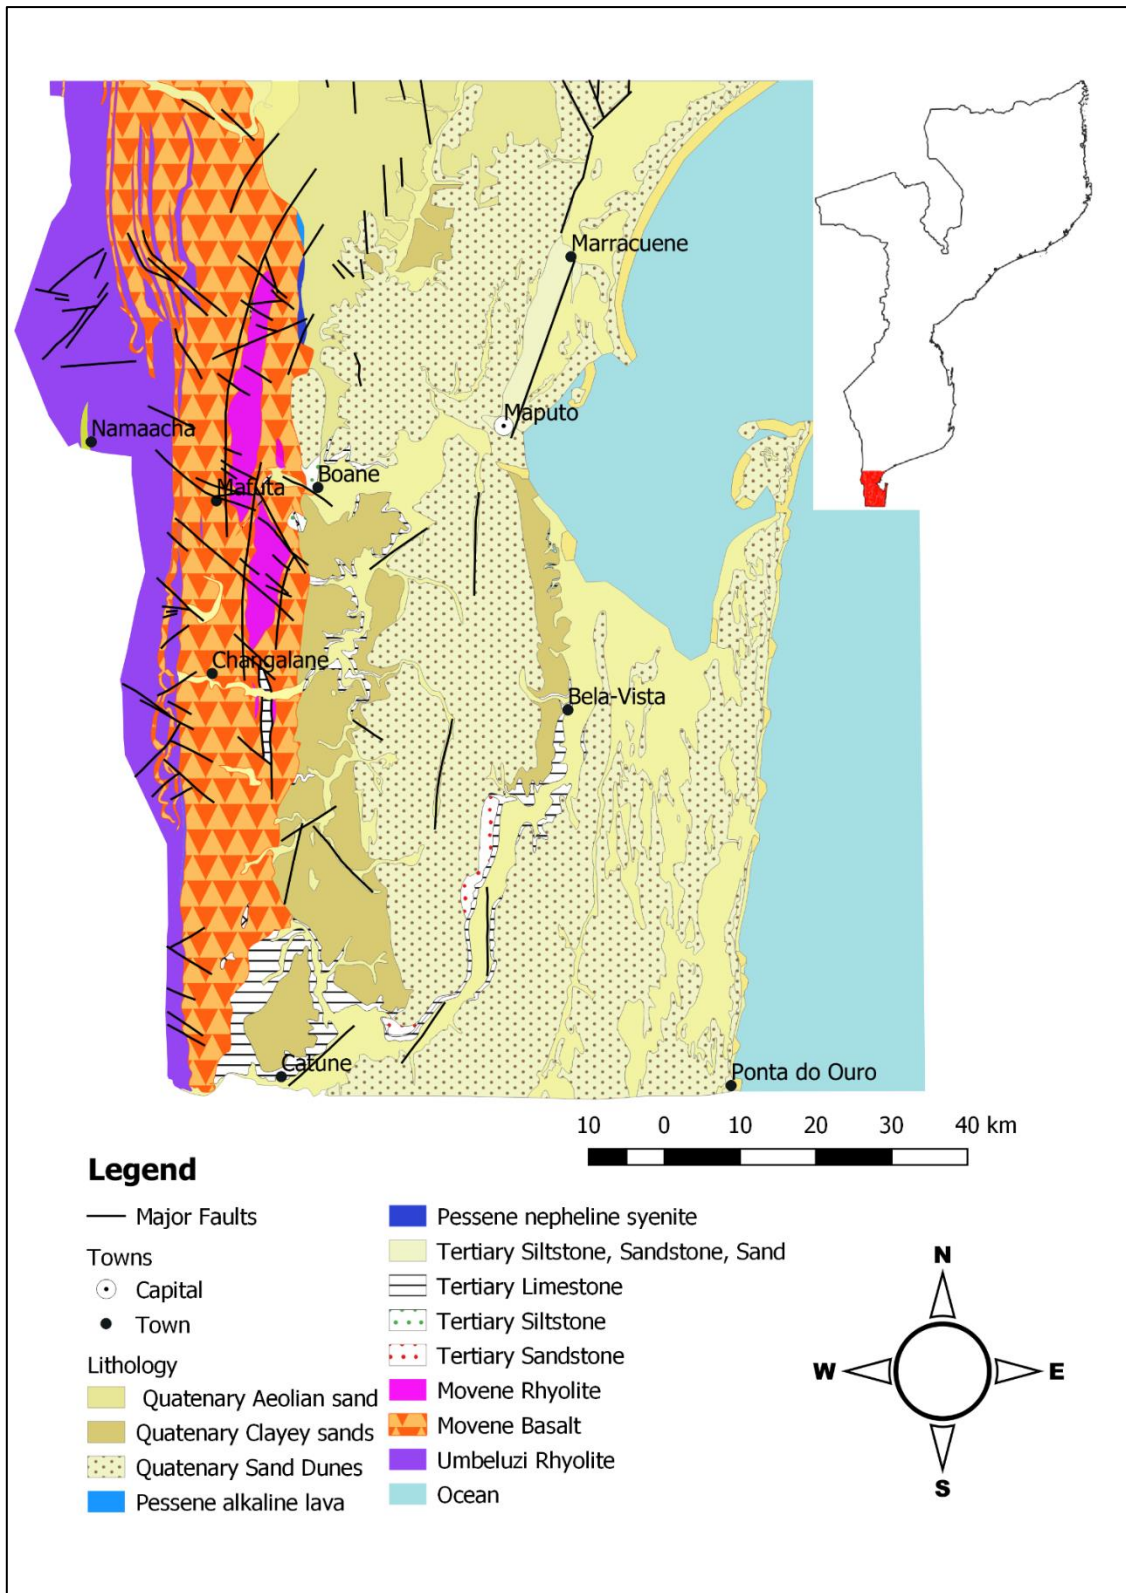 Marracuene
Maputo
Namaacha
Boane
Mafuta
Changalane
Bela-Vista
Catune
Ponta do Ouro
10 0 10 20 30 40 km
Legend
Major Faults
Towns
Capital
Town
Lithology
Quatenary Aeolian sand
Quatenary Clayey sands
Quatenary Sand Dunes
Pessene alkaline lava
Pessene nepheline syenite
Tertiary Siltstone, Sandstone, Sand
Tertiary Limestone
Tertiary Siltstone
Tertiary Sandstone
Movene Rhyolite
Movene Basalt
Umbeluzi Rhyolite
Ocean
N
W E
S